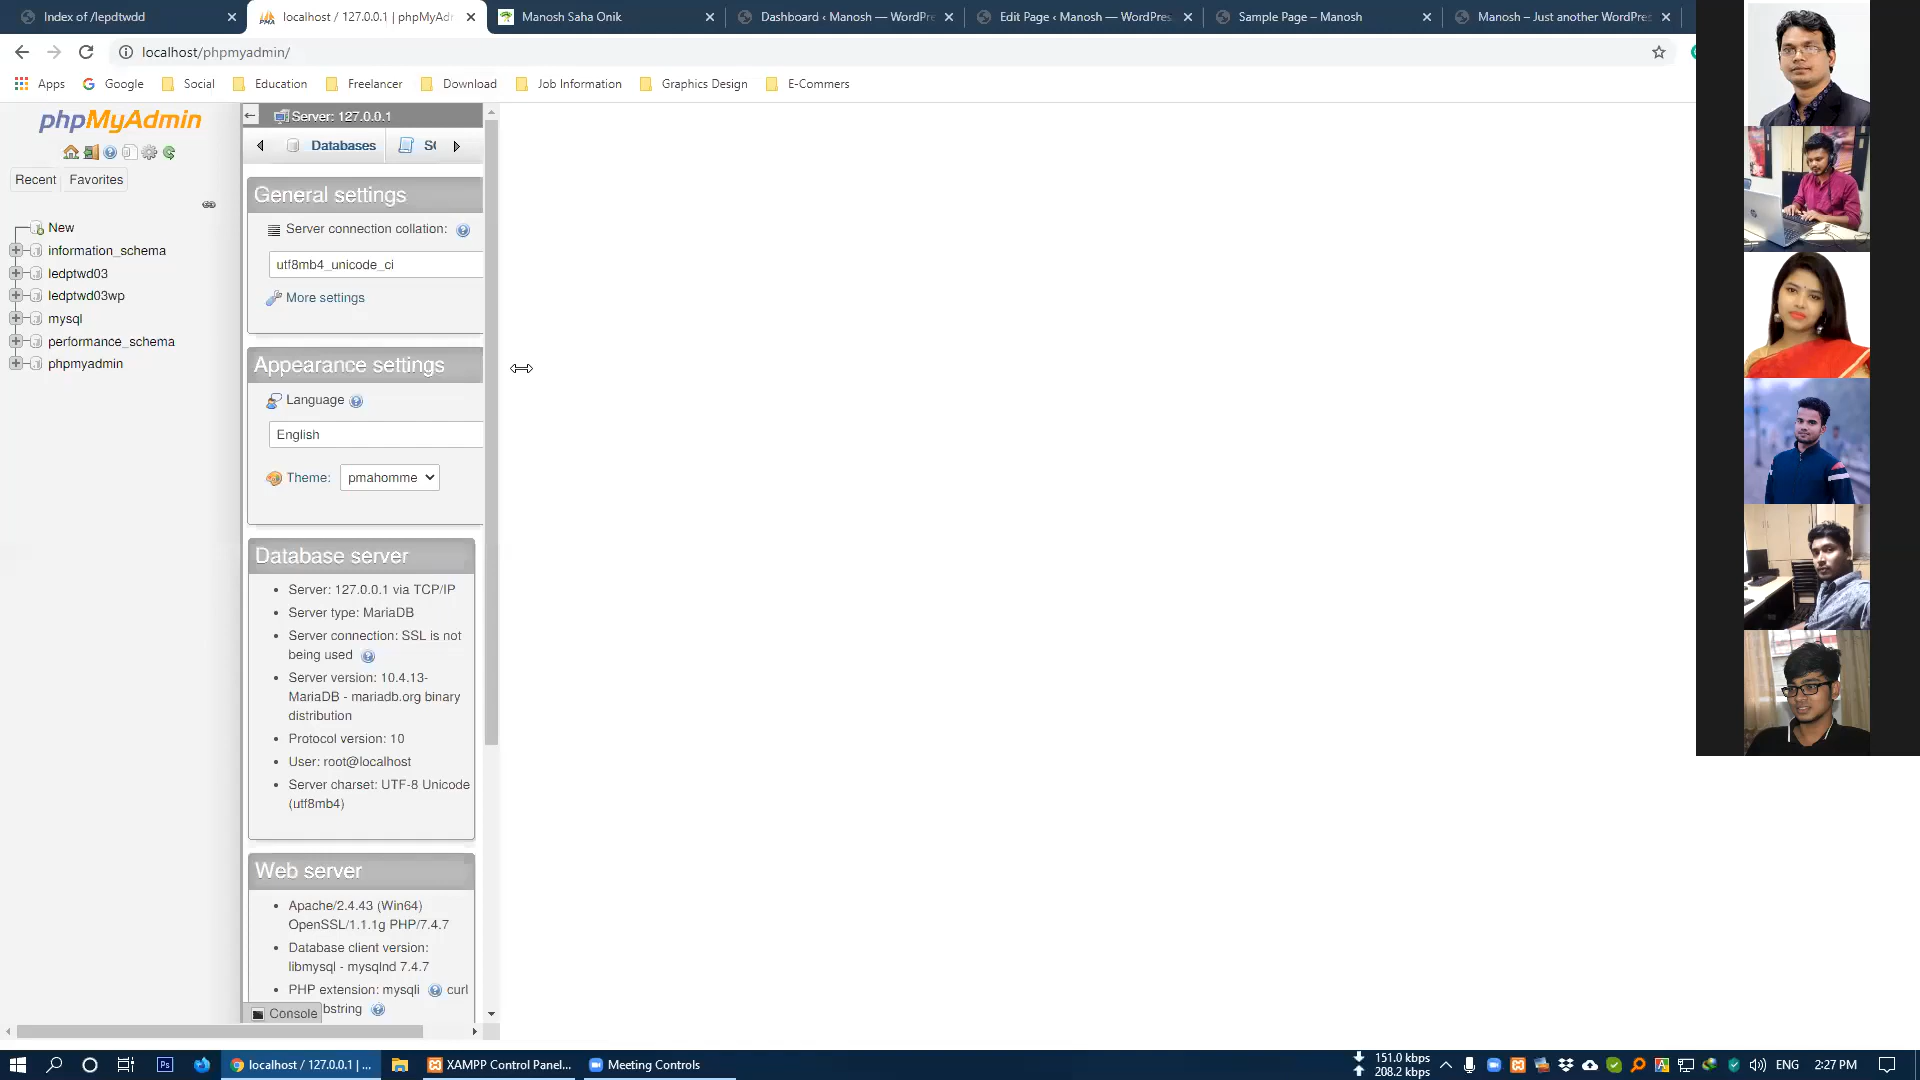 Index of /lepdtwdd
localhost / 127.0.0.1 | phpMyAdr
Manosh Saha Onik
Dashboard ‹ Manosh — WordPre
Edit Page ‹ Manosh — WordPres
Sample Page – Manosh
Manosh – Just another WordPre
localhost/phpmyadmin/
Apps
Google
Social
Education
Freelancer
Download
Job Information
Graphics Design
E-Commers
phpMyAdmin
Recent
Favorites
New
information_schema
ledptwd03
ledptwd03wp
mysql
performance_schema
phpmyadmin
Server: 127.0.0.1
Databases
General settings
Server connection collation:
utf8mb4_unicode_ci
More settings
Appearance settings
Language
English
Theme: pmahomme
Database server
Server: 127.0.0.1 via TCP/IP
Server type: MariaDB
Server connection: SSL is not
being used
Server version: 10.4.13-
MariaDB - mariadb.org binary
distribution
Protocol version: 10
User: root@localhost
Server charset: UTF-8 Unicode
(utf8mb4)
Web server
Apache/2.4.43 (Win64)
OpenSSL/1.1.1g PHP/7.4.7
Database client version:
libmysql - mysqlnd 7.4.7
PHP extension: mysqli curl
bstring
Console
localhost / 127.0.0.1 | ...
XAMPP Control Panel...
Meeting Controls
151.0 kbps
208.2 kbps
ENG
2:27 PM